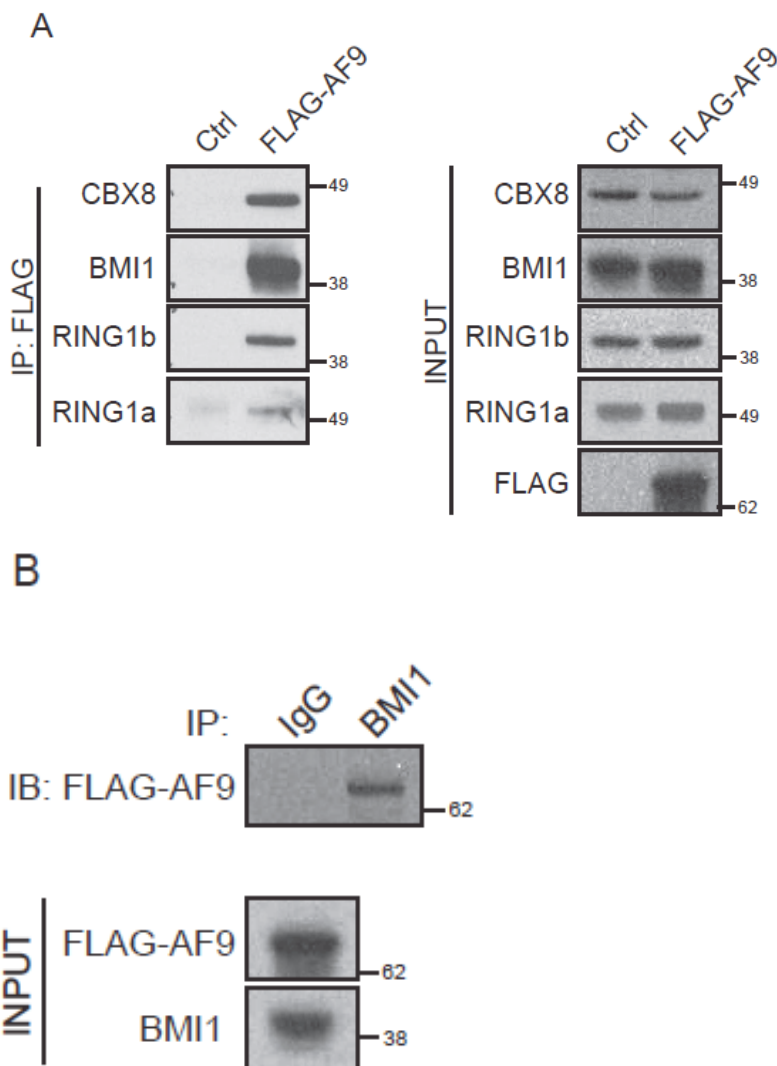 A
Ctrl FLAG-AF9
IP: FLAG
CBX8 49
BMI1 38
RING1b 38
RING1a 49
Ctrl FLAG-AF9
INPUT
CBX8 49
BMI1 38
RING1b 38
RING1a 49
FLAG 62
B
IP: IgG BMI1
IB: FLAG-AF9 62
INPUT
FLAG-AF9 62
BMI1 38